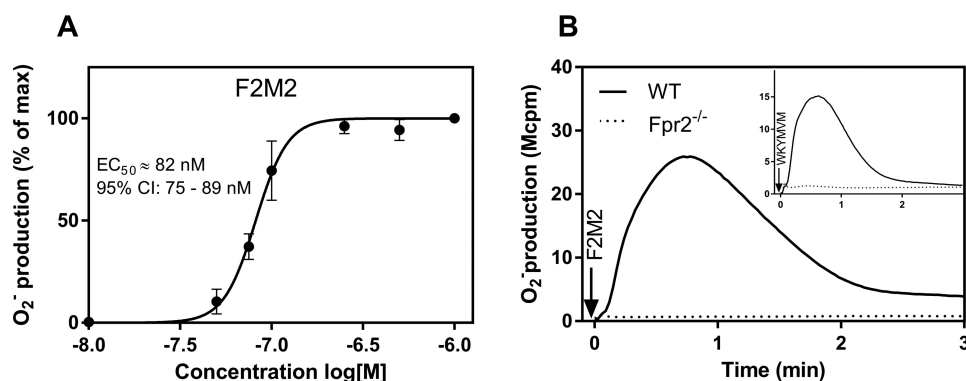 A
F2M2
O₂⁻ production (% of max)
100
50
0
EC₅₀ ≈ 82 nM
95% CI: 75 - 89 nM
-8.0 -7.5 -7.0 -6.5 -6.0
Concentration log[M]
B
O₂⁻production (Mcpm)
40
30
20
10
0
WT
Fpr2⁻/⁻
F2M2
15
10
5
0
WKYMVM
0 1 2
0 1 2 3
Time (min)